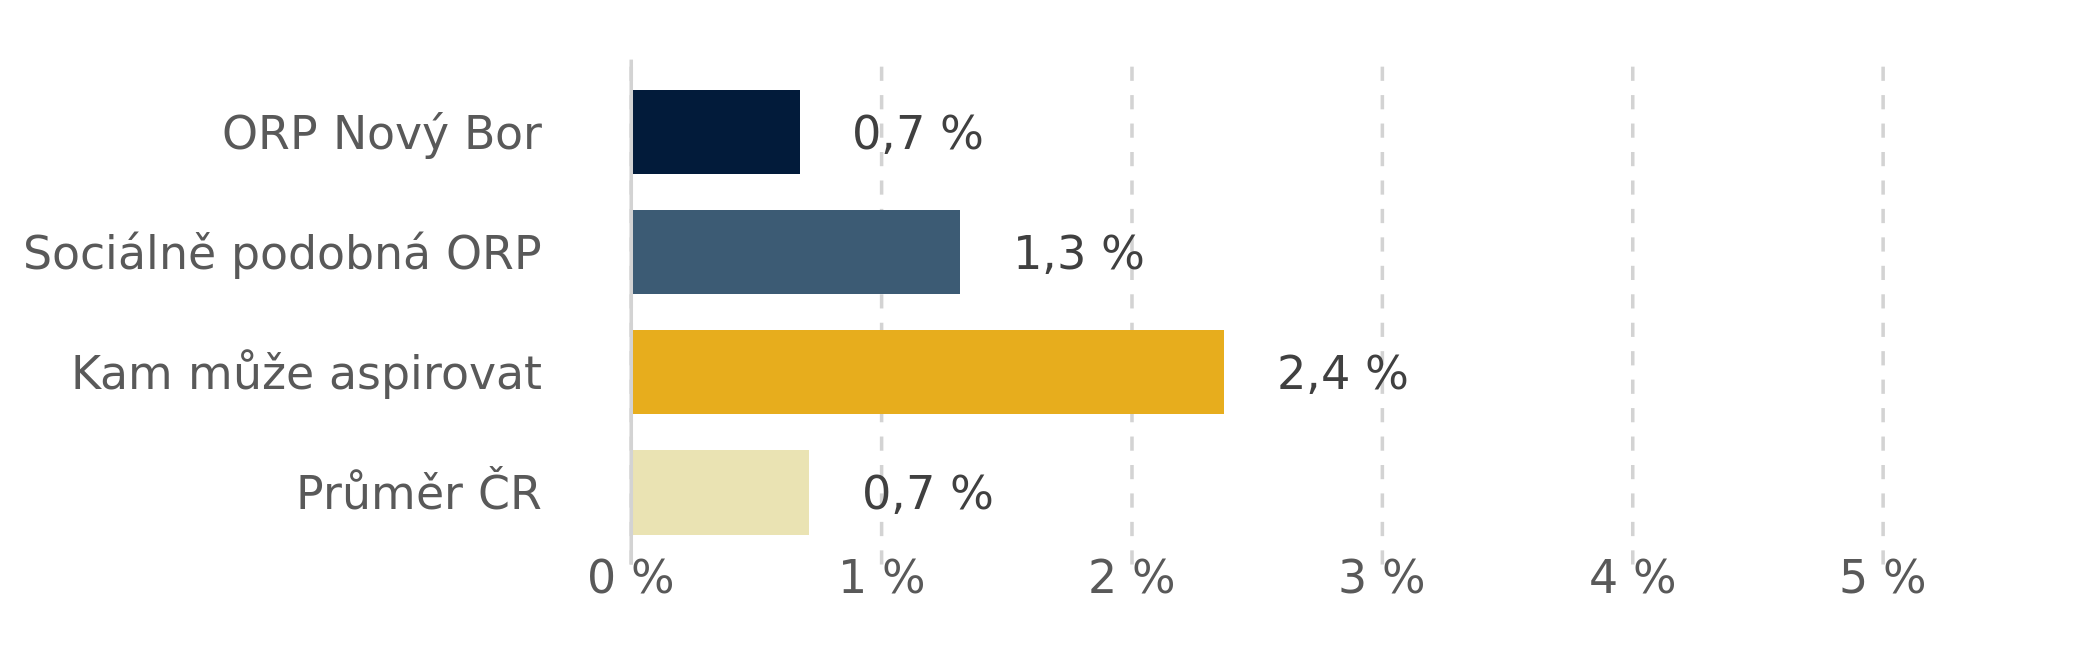 ORP Nový Bor 0,7 %
Sociálně podobná ORP 1,3 %
Kam může aspirovat 2,4 %
Průměr ČR 0,7 %
0 % 1 % 2 % 3 % 4 % 5 %